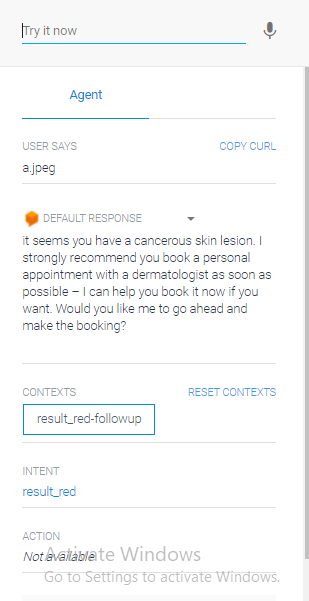 Try it now
Agent
USER SAYS COPY CURL
a.jpeg
DEFAULT RESPONSE
it seems you have a cancerous skin lesion. I
strongly recommend you book a personal
appointment with a dermatologist as soon as
possible – I can help you book it now if you
want. Would you like me to go ahead and
make the booking?
CONTEXTS RESET CONTEXTS
result_red-followup
INTENT
result_red
ACTION
Not available
Activate Windows
Go to Settings to activate Windows.